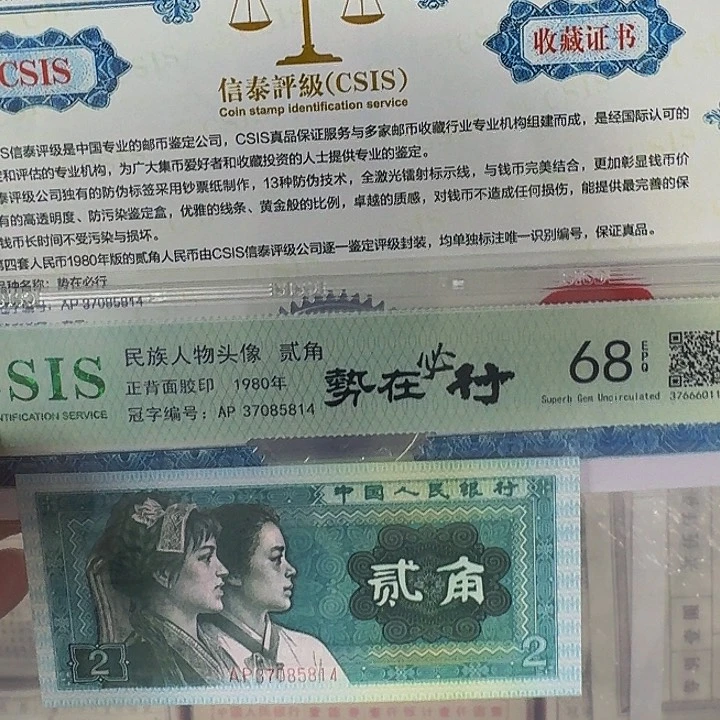 CSIS
收藏证书
信泰評級(CSIS)
Coin stamp identification service
SIS信泰评级是中国专业的邮币鉴定公司，CSIS真品保证服务与多家邮币收藏行业专业机构组建而成，是经国际认可的
和评估的专业机构，为广大集币爱好者和收藏投资的人士提供专业的鉴定。
泰评级公司独有的防伪标签采用钞票纸制作，13种防伪技术，全激光镭射标示线，与钱币完美结合，更加彰显钱币价
有的高透明度、防污染鉴定盒，优雅的线条、黄金般的比例，卓越的质感，对钱币不造成任何损伤，能提供最完善的保
钱币长时间不受污染与损坏。
第四套人民币1980年版的贰角人民币由CSIS信泰评级公司逐一鉴定评级封装，均单独标注唯一识别编号，保证真品。
品种名称：势在必行
AP 37085814
SIS
NTIFICATION SERVICE
民族人物头像 贰角
正背面胶印 1980年
冠字编号：AP 37085814
勢在必行
68
EPQ
Superb Gem Uncirculated
37666011
中国人民银行
2
贰角
2
AP37085814
2